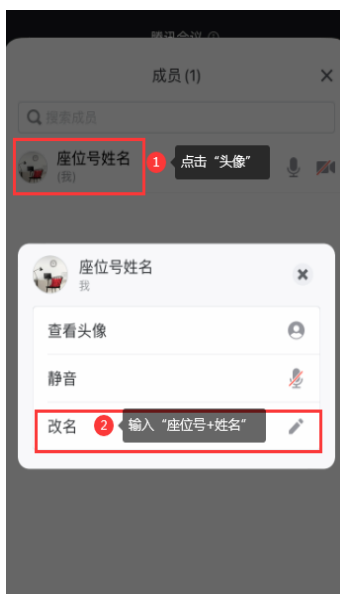 腾讯会议
成员(1)
搜索成员
座位号姓名
(我)
1
点击“头像”
座位号姓名
我
查看头像
静音
改名
2
输入“座位号+姓名”